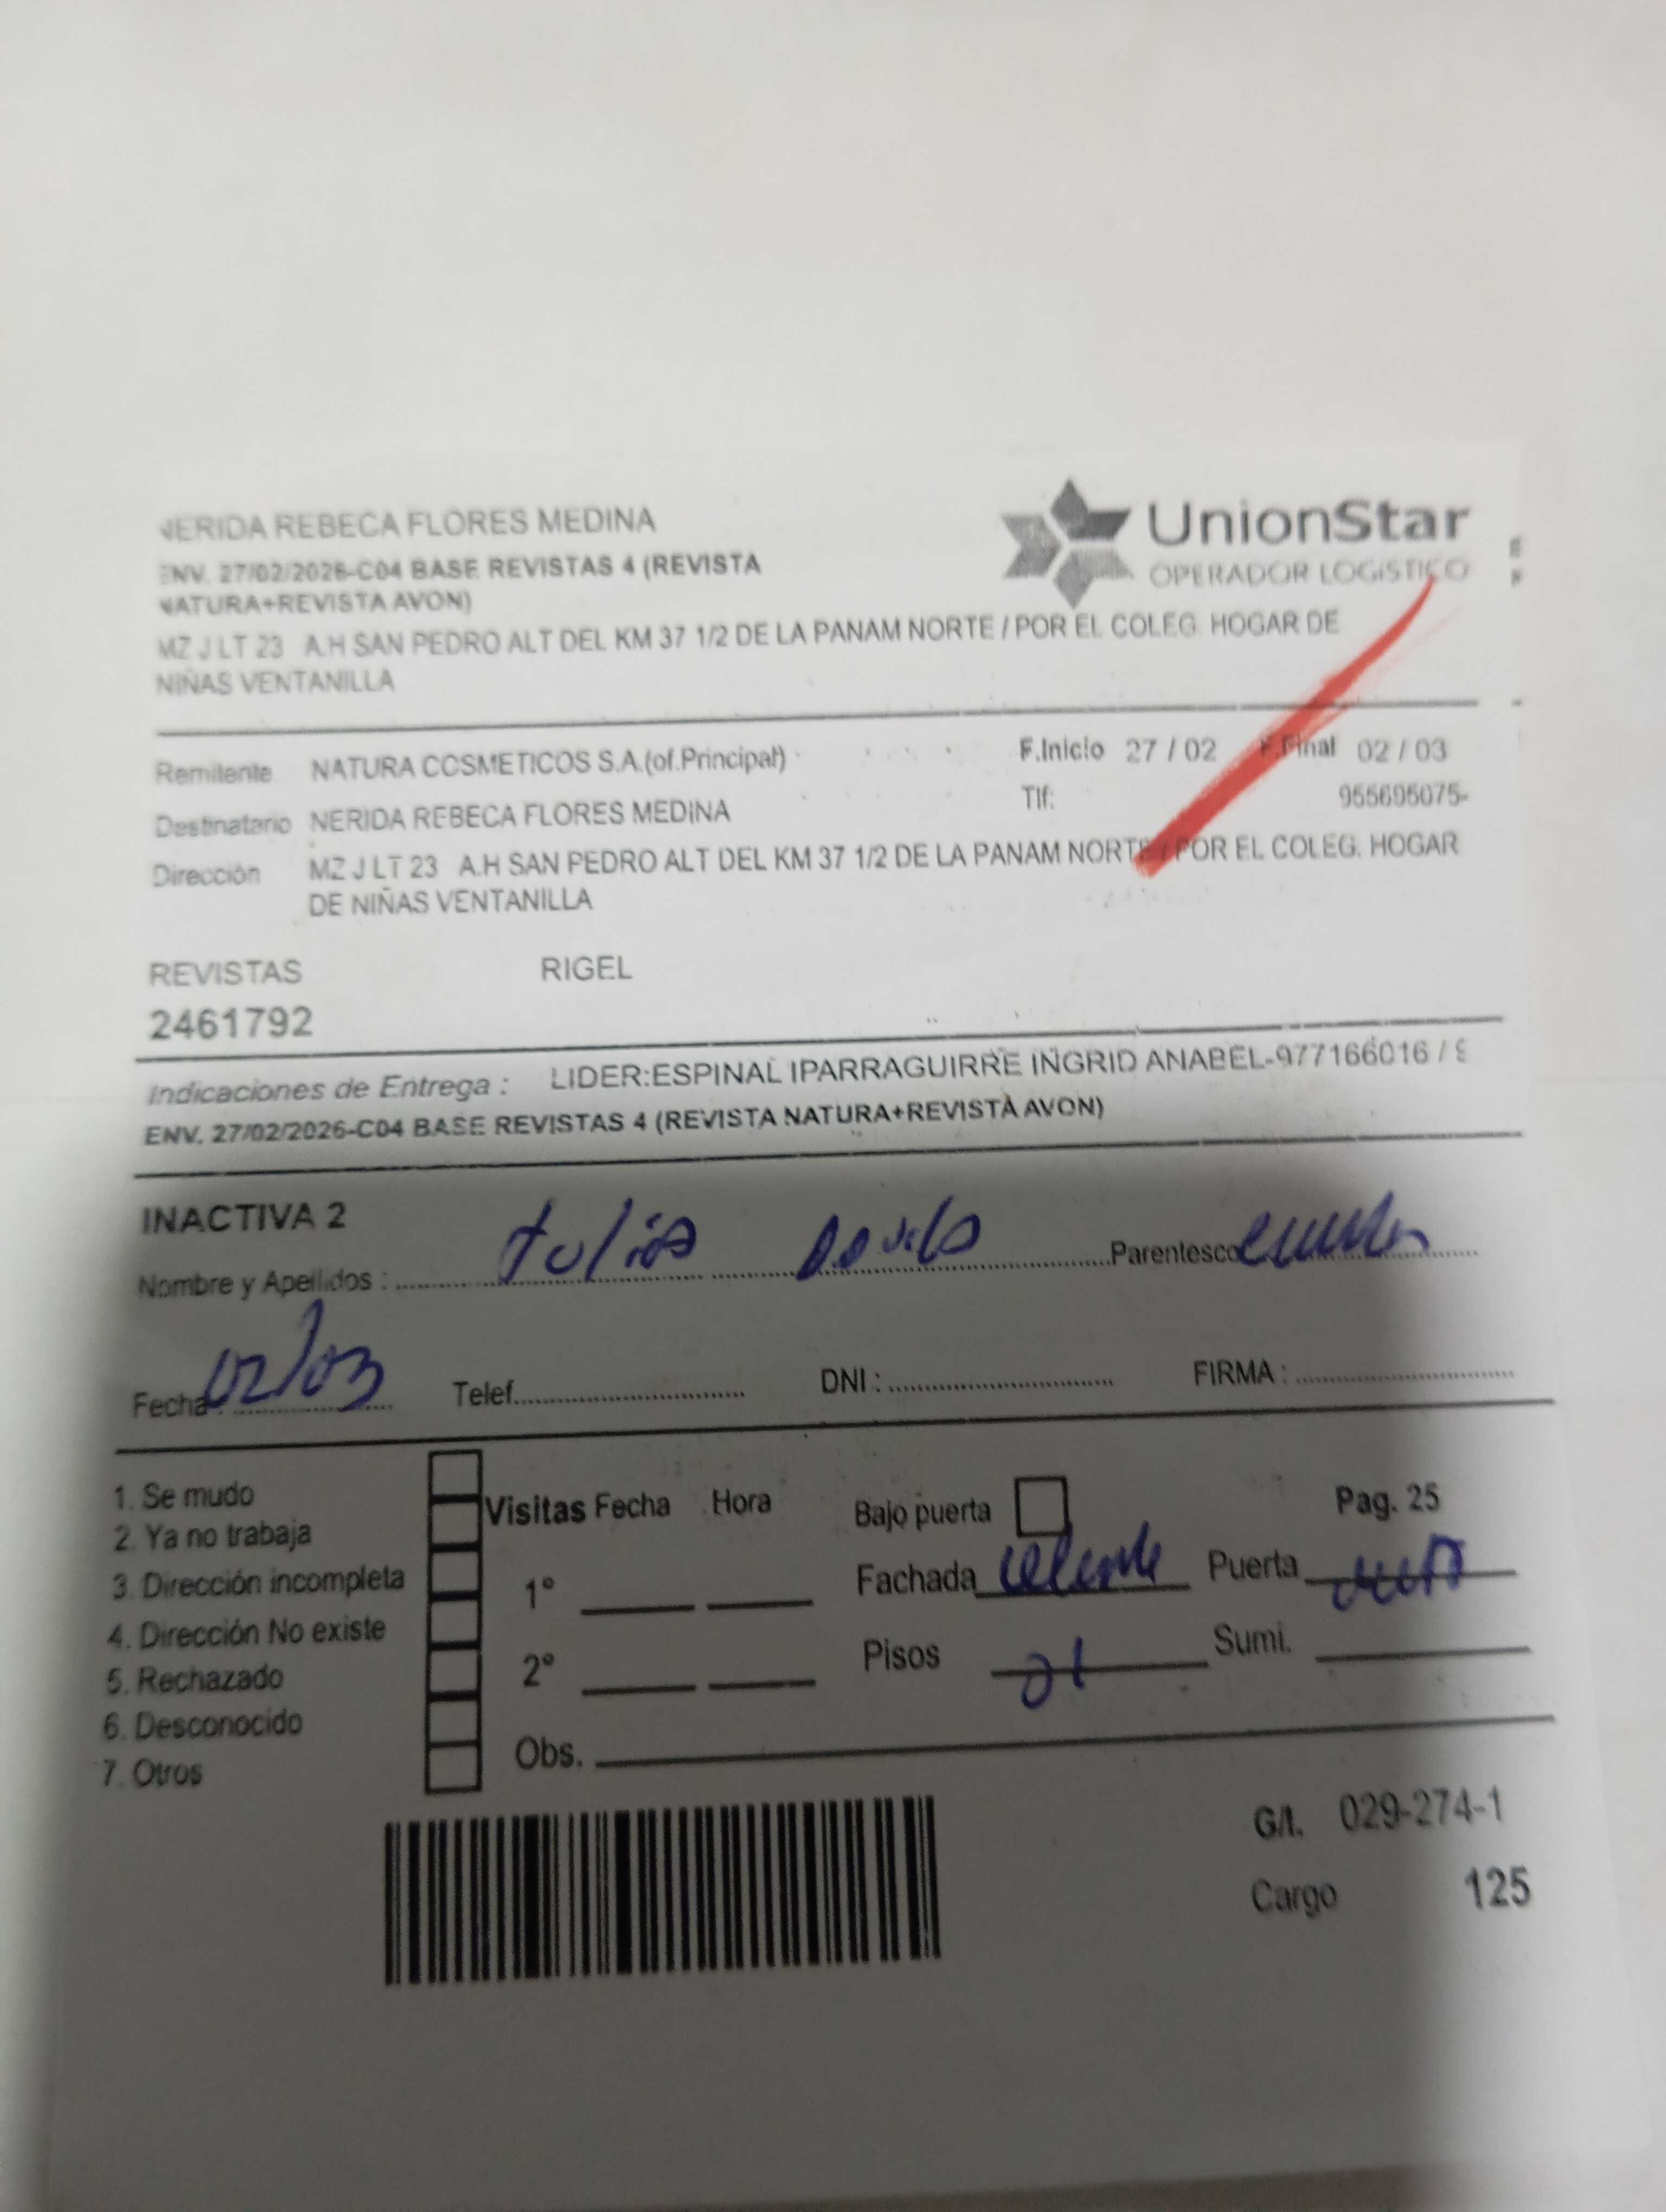 NERIDA REBECA FLORES MEDINA
UnionStar
OPERADOR LOGISTICO
ENV. 27/02/2026-C04 BASE REVISTAS 4 (REVISTA
NATURA+REVISTA AVON)
MZ J LT 23 A.H SAN PEDRO ALT DEL KM 37 1/2 DE LA PANAM NORTE / POR EL COLEG. HOGAR DE
NIÑAS VENTANILLA
Remitente NATURA COSMETICOS S.A.(of.Principal) F.Inicio 27 / 02 F.Final 02 / 03
Destinatario NERIDA REBECA FLORES MEDINA Tlf: 955695075-
Dirección MZ J LT 23 A.H SAN PEDRO ALT DEL KM 37 1/2 DE LA PANAM NORTE / POR EL COLEG. HOGAR
DE NIÑAS VENTANILLA
REVISTAS RIGEL
2461792
Indicaciones de Entrega : LIDER:ESPINAL IPARRAGUIRRE INGRID ANABEL-977166016 / 9
ENV. 27/02/2026-C04 BASE REVISTAS 4 (REVISTA NATURA+REVISTA AVON)
INACTIVA 2
Nombre y Apellidos : Parentesco
Fecha : 02/03 Telef. DNI : FIRMA :
1. Se mudo
2. Ya no trabaja
3. Dirección incompleta
4. Dirección No existe
5. Rechazado
6. Desconocido
7. Otros
Visitas Fecha Hora
1°
2°
Obs.
Bajo puerta Pag. 25
Fachada celeste Puerta
Pisos 01 Sumi.
G/I. 029-274-1
Cargo 125